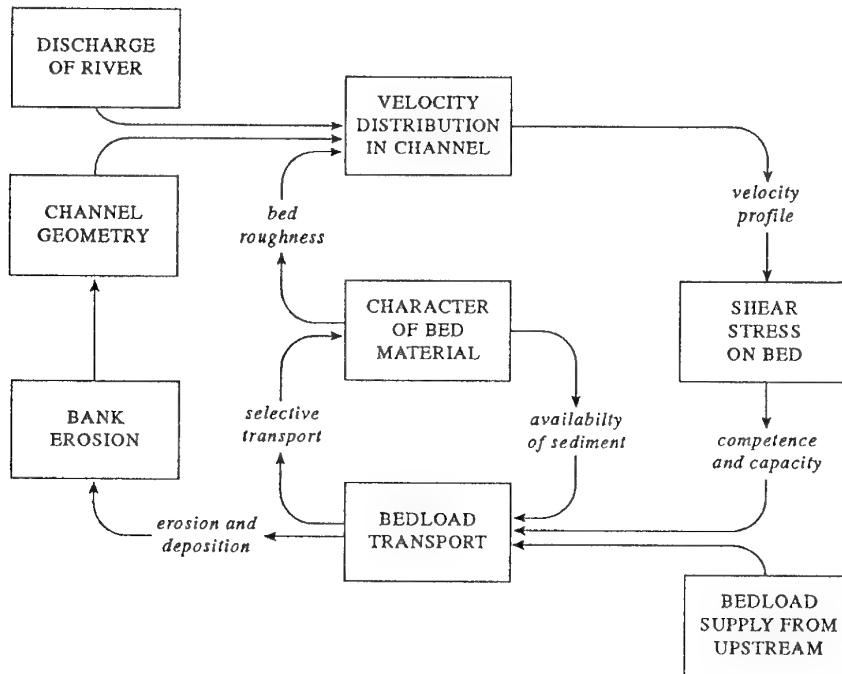 DISCHARGE
OF RIVER
VELOCITY
DISTRIBUTION
IN CHANNEL
CHANNEL
GEOMETRY
bed
roughness
velocity
profile
CHARACTER
OF BED
MATERIAL
SHEAR
STRESS
ON BED
BANK
EROSION
selective
transport
availabilty
of sediment
competence
and capacity
erosion and
deposition
BEDLOAD
TRANSPORT
BEDLOAD
SUPPLY FROM
UPSTREAM